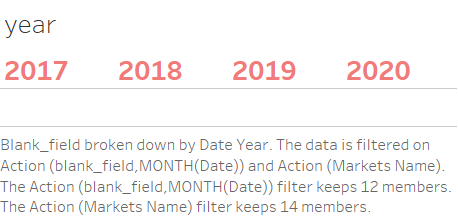 year
2017 2018 2019 2020
Blank_field broken down by Date Year. The data is filtered on
Action (blank_field,MONTH(Date)) and Action (Markets Name).
The Action (blank_field,MONTH(Date)) filter keeps 12 members.
The Action (Markets Name) filter keeps 14 members.